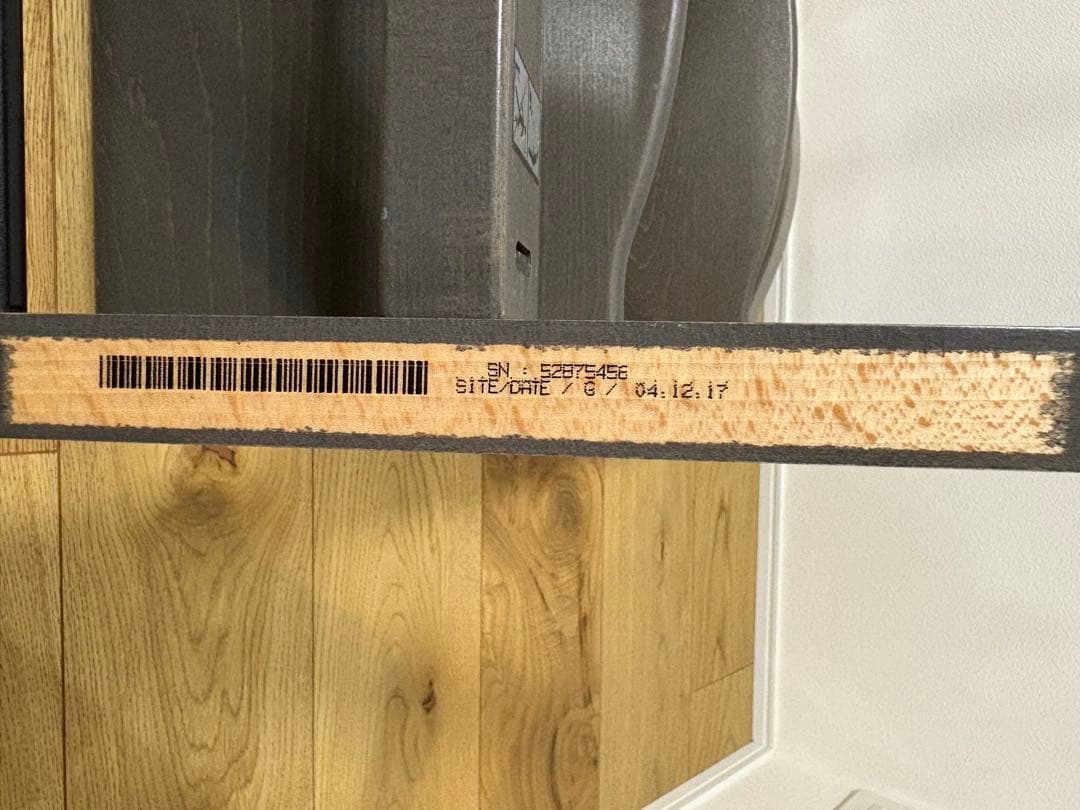 SN : 52875456
SITE/DATE / @ / 04.12.17